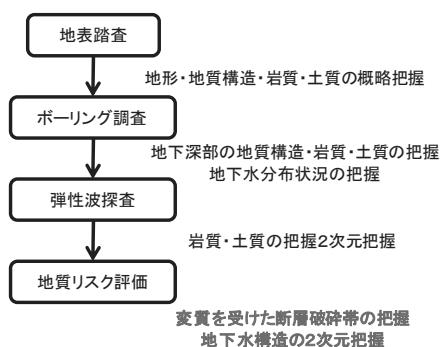 地表踏査
地形・地質構造・岩質・土質の概略把握
ボーリング調査
地下深部の地質構造・岩質・土質の把握
地下水分布状況の把握
弾性波探査
岩質・土質の把握2次元把握
地質リスク評価
変質を受けた断層破砕帯の把握
地下水構造の2次元把握